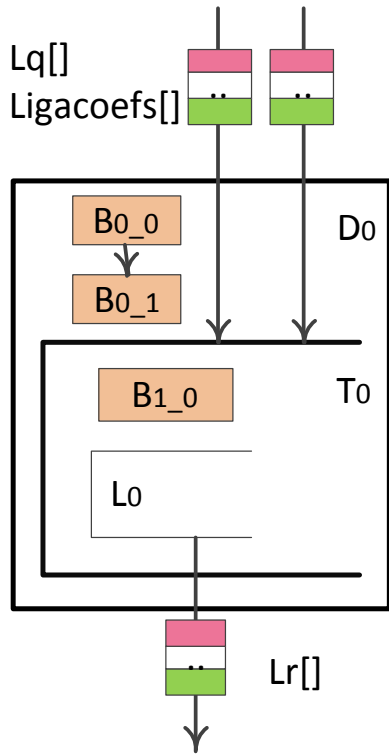 Lq[]
Ligacoefs[]
..
..
B0_0
D0
B0_1
T0
B1_0
L0
..
Lr[]